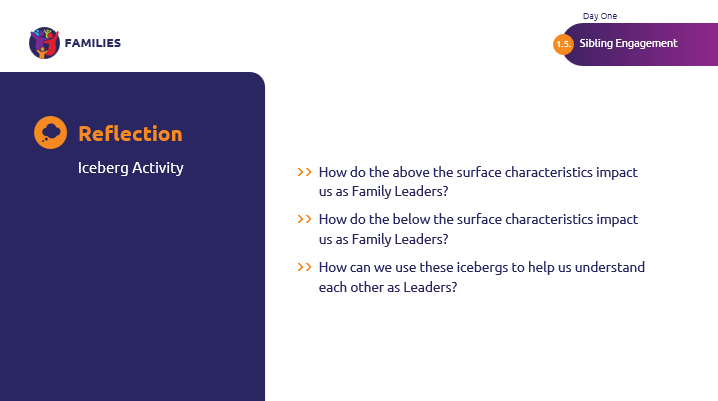 Day One
FAMILIES
1.5.
Sibling Engagement
Reflection
Iceberg Activity
>> How do the above the surface characteristics impact
us as Family Leaders?
>> How do the below the surface characteristics impact
us as Family Leaders?
>> How can we use these icebergs to help us understand
each other as Leaders?